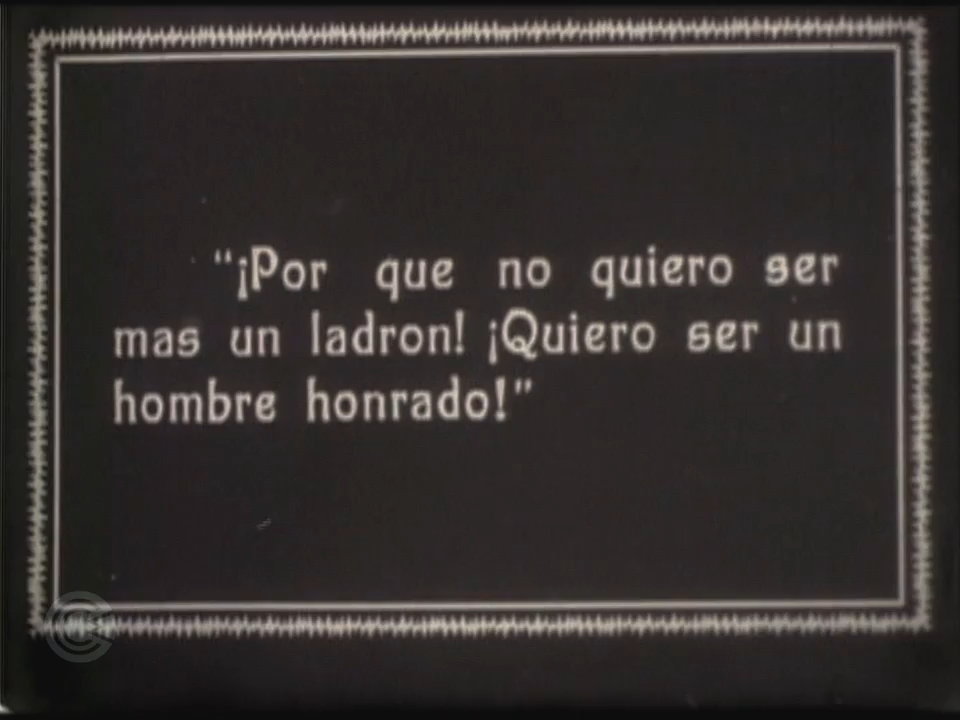 "¡Por que no quiero ser
mas un ladron! ¡Quiero ser un
hombre honrado!"